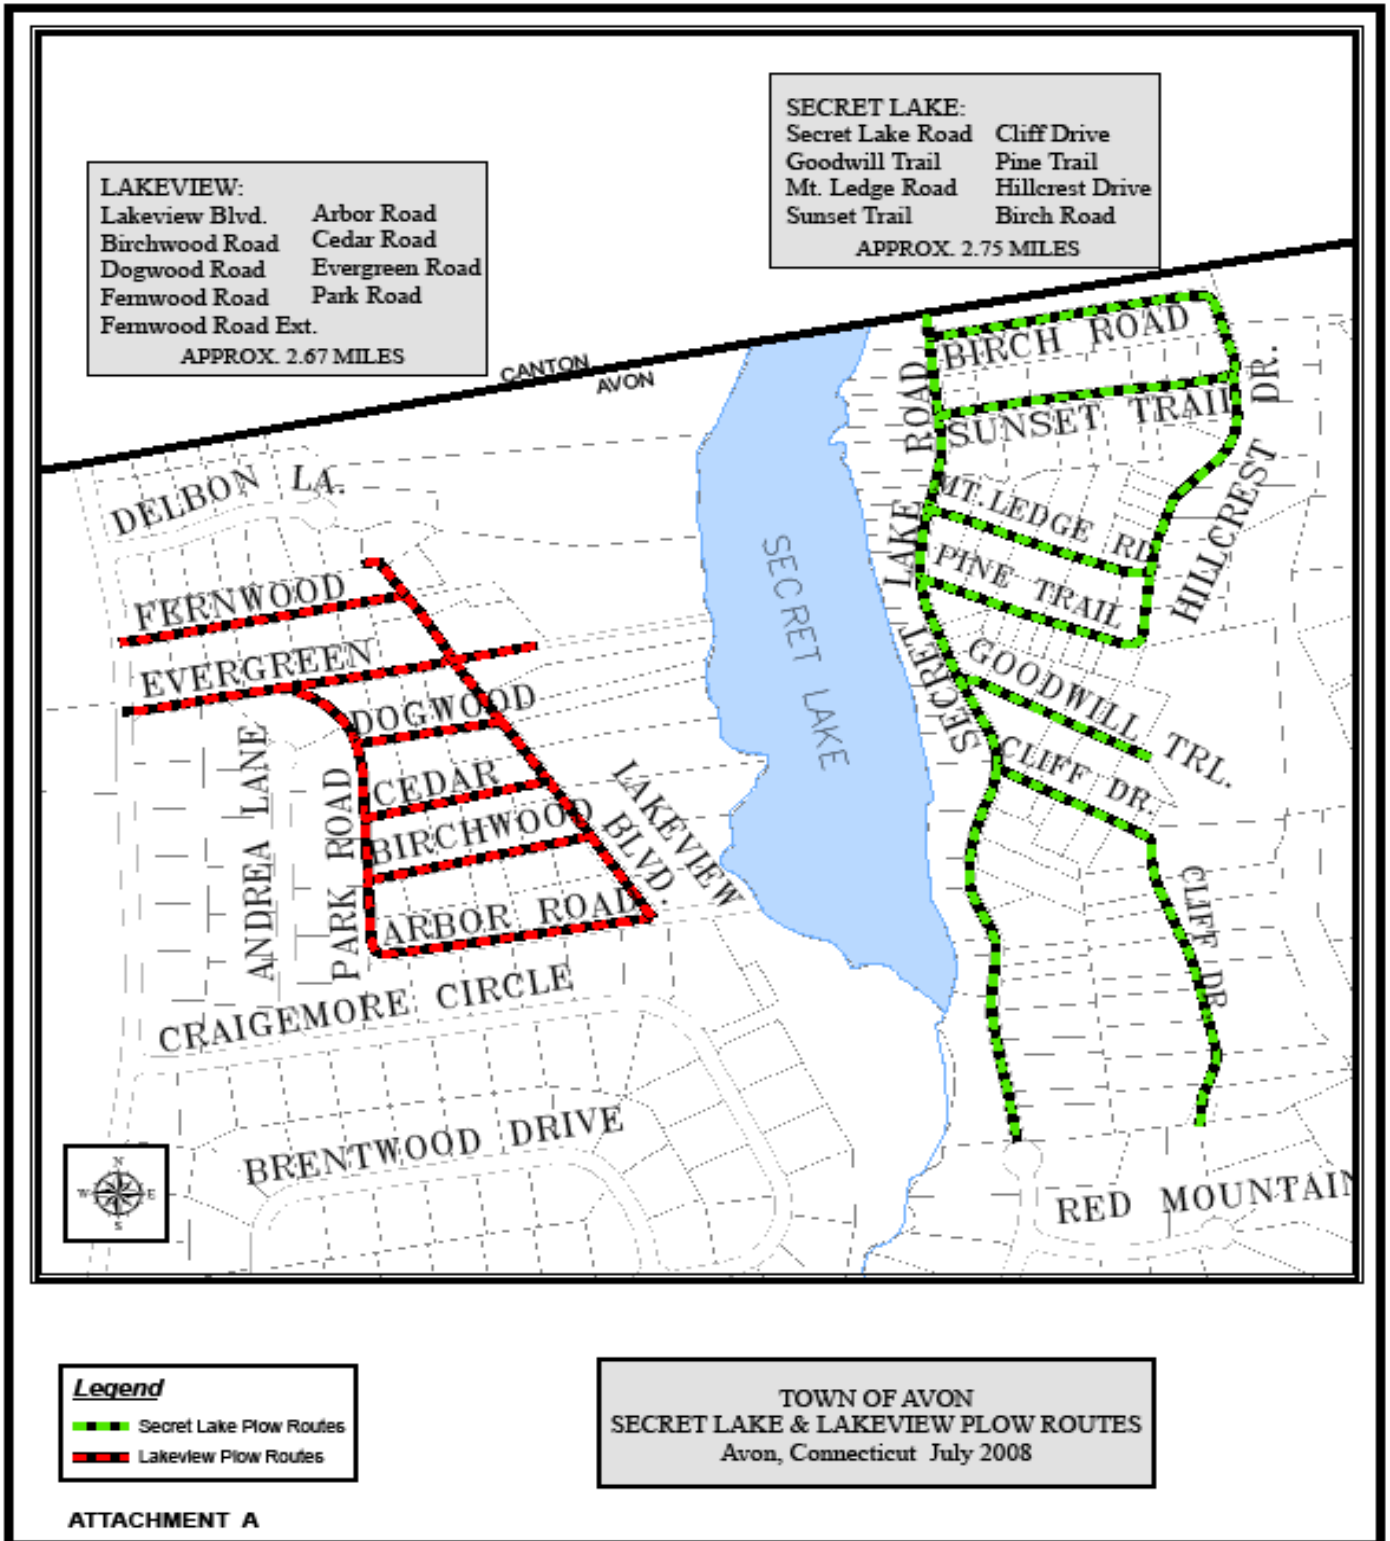 SECRET LAKE:
Secret Lake Road Cliff Drive
Goodwill Trail Pine Trail
Mt. Ledge Road Hillcrest Drive
Sunset Trail Birch Road
APPROX. 2.75 MILES
LAKEVIEW:
Lakeview Blvd. Arbor Road
Birchwood Road Cedar Road
Dogwood Road Evergreen Road
Fernwood Road Park Road
Fernwood Road Ext.
APPROX. 2.67 MILES
CANTON
AVON
BIRCH ROAD
SUNSET TRAIL
HILLCREST DR.
MT. LEDGE RD
PINE TRAIL
SECRET LAKE ROAD
GOODWILL TRL.
CLIFF DR.
CLIFF DR
SECRET LAKE
DELBON LA.
FERNWOOD
EVERGREEN
DOGWOOD
CEDAR
BIRCHWOOD
ARBOR ROAD
LAKEVIEW
BLVD.
ANDREA LANE
PARK ROAD
CRAIGEMORE CIRCLE
BRENTWOOD DRIVE
RED MOUNTAIN
N
W E
S
Legend
Secret Lake Plow Routes
Lakeview Plow Routes
TOWN OF AVON
SECRET LAKE & LAKEVIEW PLOW ROUTES
Avon, Connecticut July 2008
ATTACHMENT A